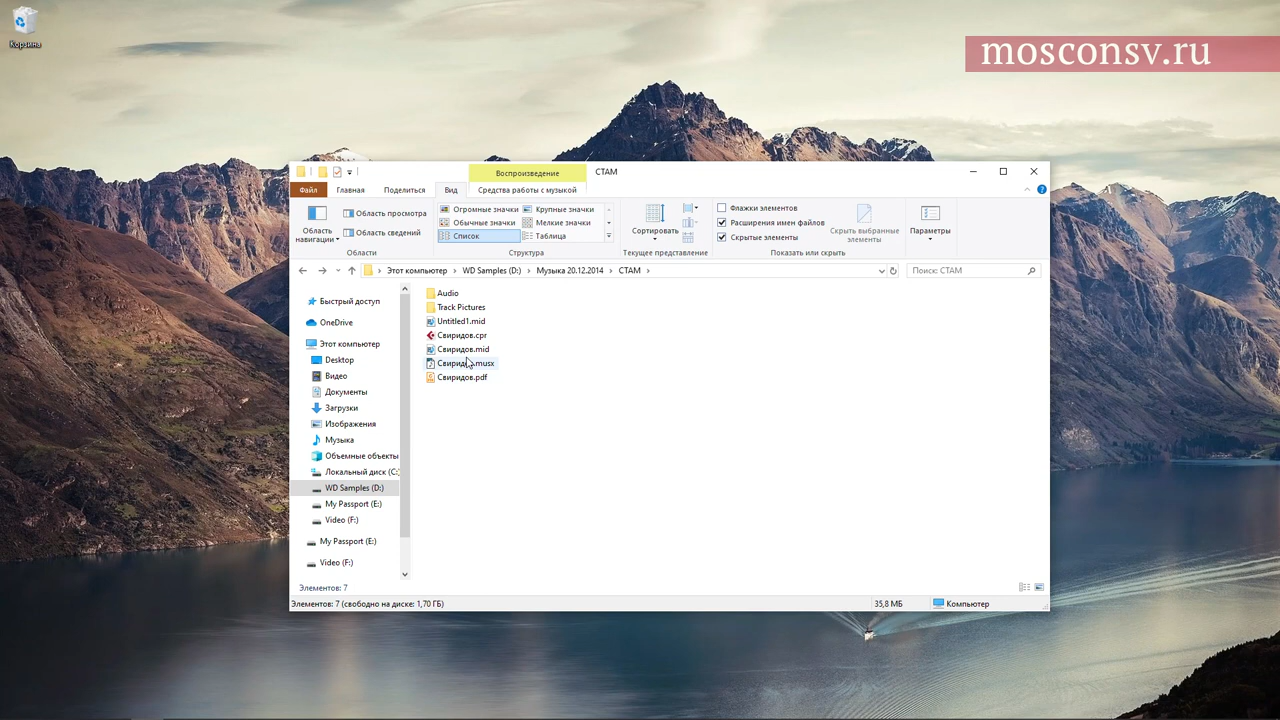 Корзина
mosconsv.ru
Воспроизведение
СТАМ
Файл
Главная
Поделиться
Вид
Средства работы с музыкой
Область навигации
Область просмотра
Область сведений
Области
Огромные значки
Крупные значки
Обычные значки
Мелкие значки
Список
Таблица
Структура
Сортировать
Текущее представление
Флажки элементов
Расширения имен файлов
Скрытые элементы
Скрыть выбранные элементы
Показать или скрыть
Параметры
Этот компьютер
WD Samples (D:)
Музыка 20.12.2014
СТАМ
Поиск: СТАМ
Быстрый доступ
OneDrive
Этот компьютер
Desktop
Видео
Документы
Загрузки
Изображения
Музыка
Объемные объекты
Локальный диск (C:)
WD Samples (D:)
My Passport (E:)
Video (F:)
My Passport (E:)
Video (F:)
Audio
Track Pictures
Untitled1.mid
Свиридов.cpr
Свиридов.mid
Свиридов.musx
Свиридов.pdf
Элементов: 7
Элементов: 7 (свободно на диске: 1,70 ГБ)
35,8 МБ
Компьютер